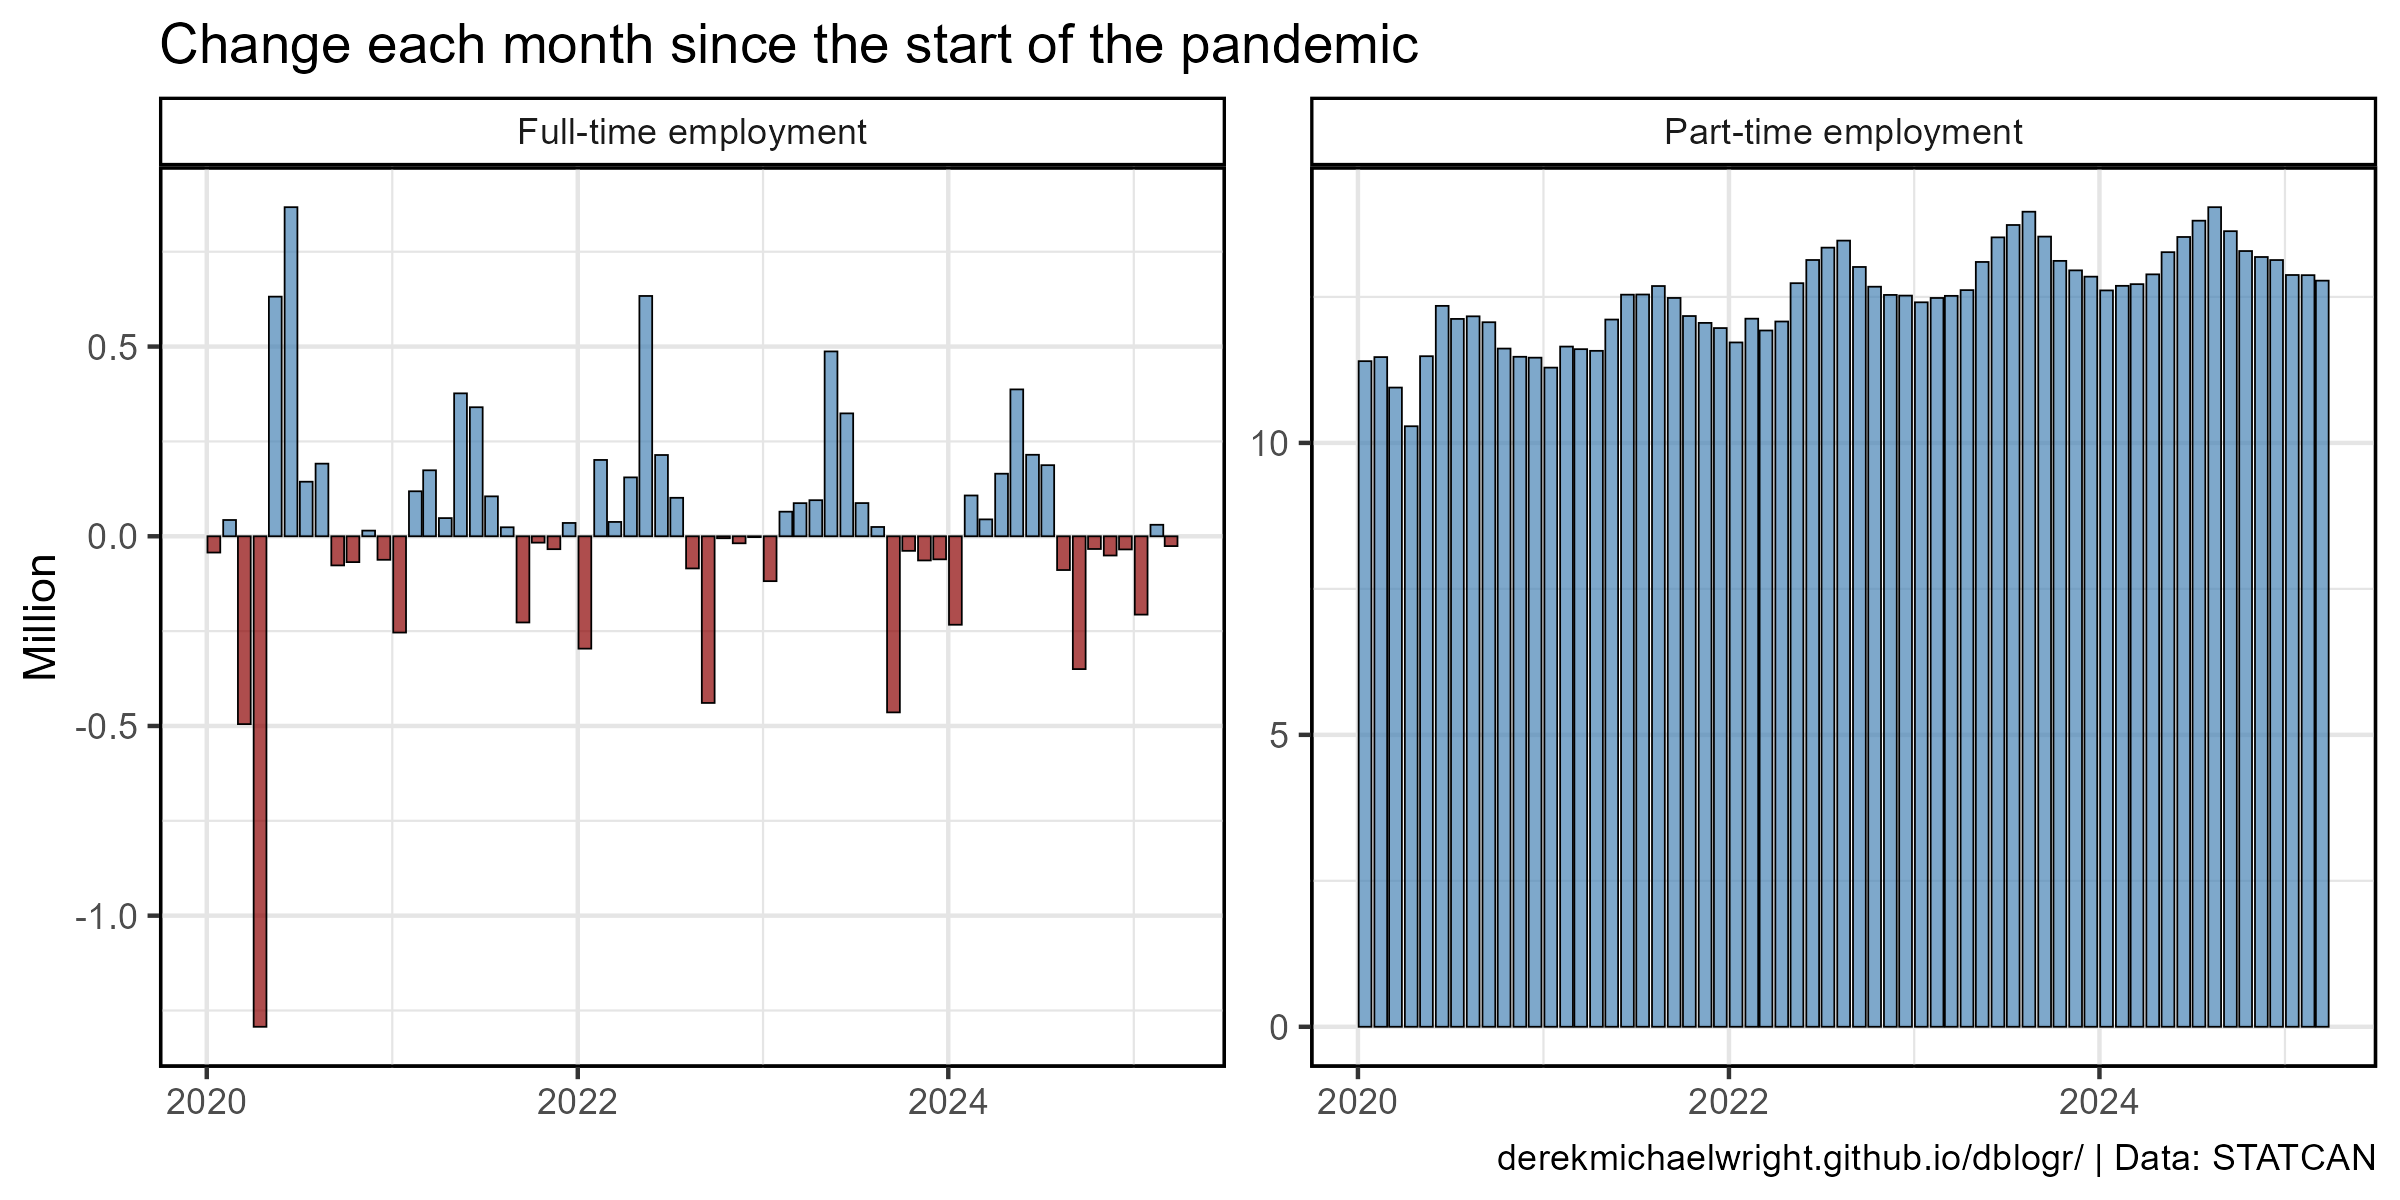 Change each month since the start of the pandemic
Full-time employment
Part-time employment
Million
0.5
0.0
-0.5
-1.0
10
5
0
2020
2022
2024
2020
2022
2024
derekmichaelwright.github.io/dblogr/ | Data: STATCAN